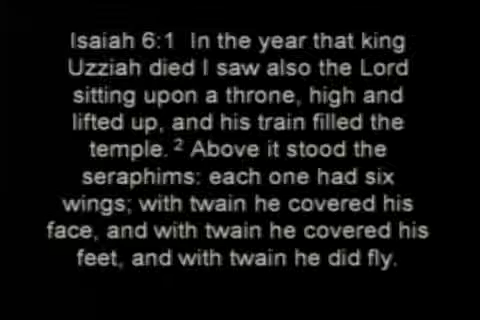 Isaiah 6:1 In the year that king
Uzziah died I saw also the Lord
sitting upon a throne, high and
lifted up, and his train filled the
temple. ² Above it stood the
seraphims: each one had six
wings; with twain he covered his
face, and with twain he covered his
feet, and with twain he did fly.